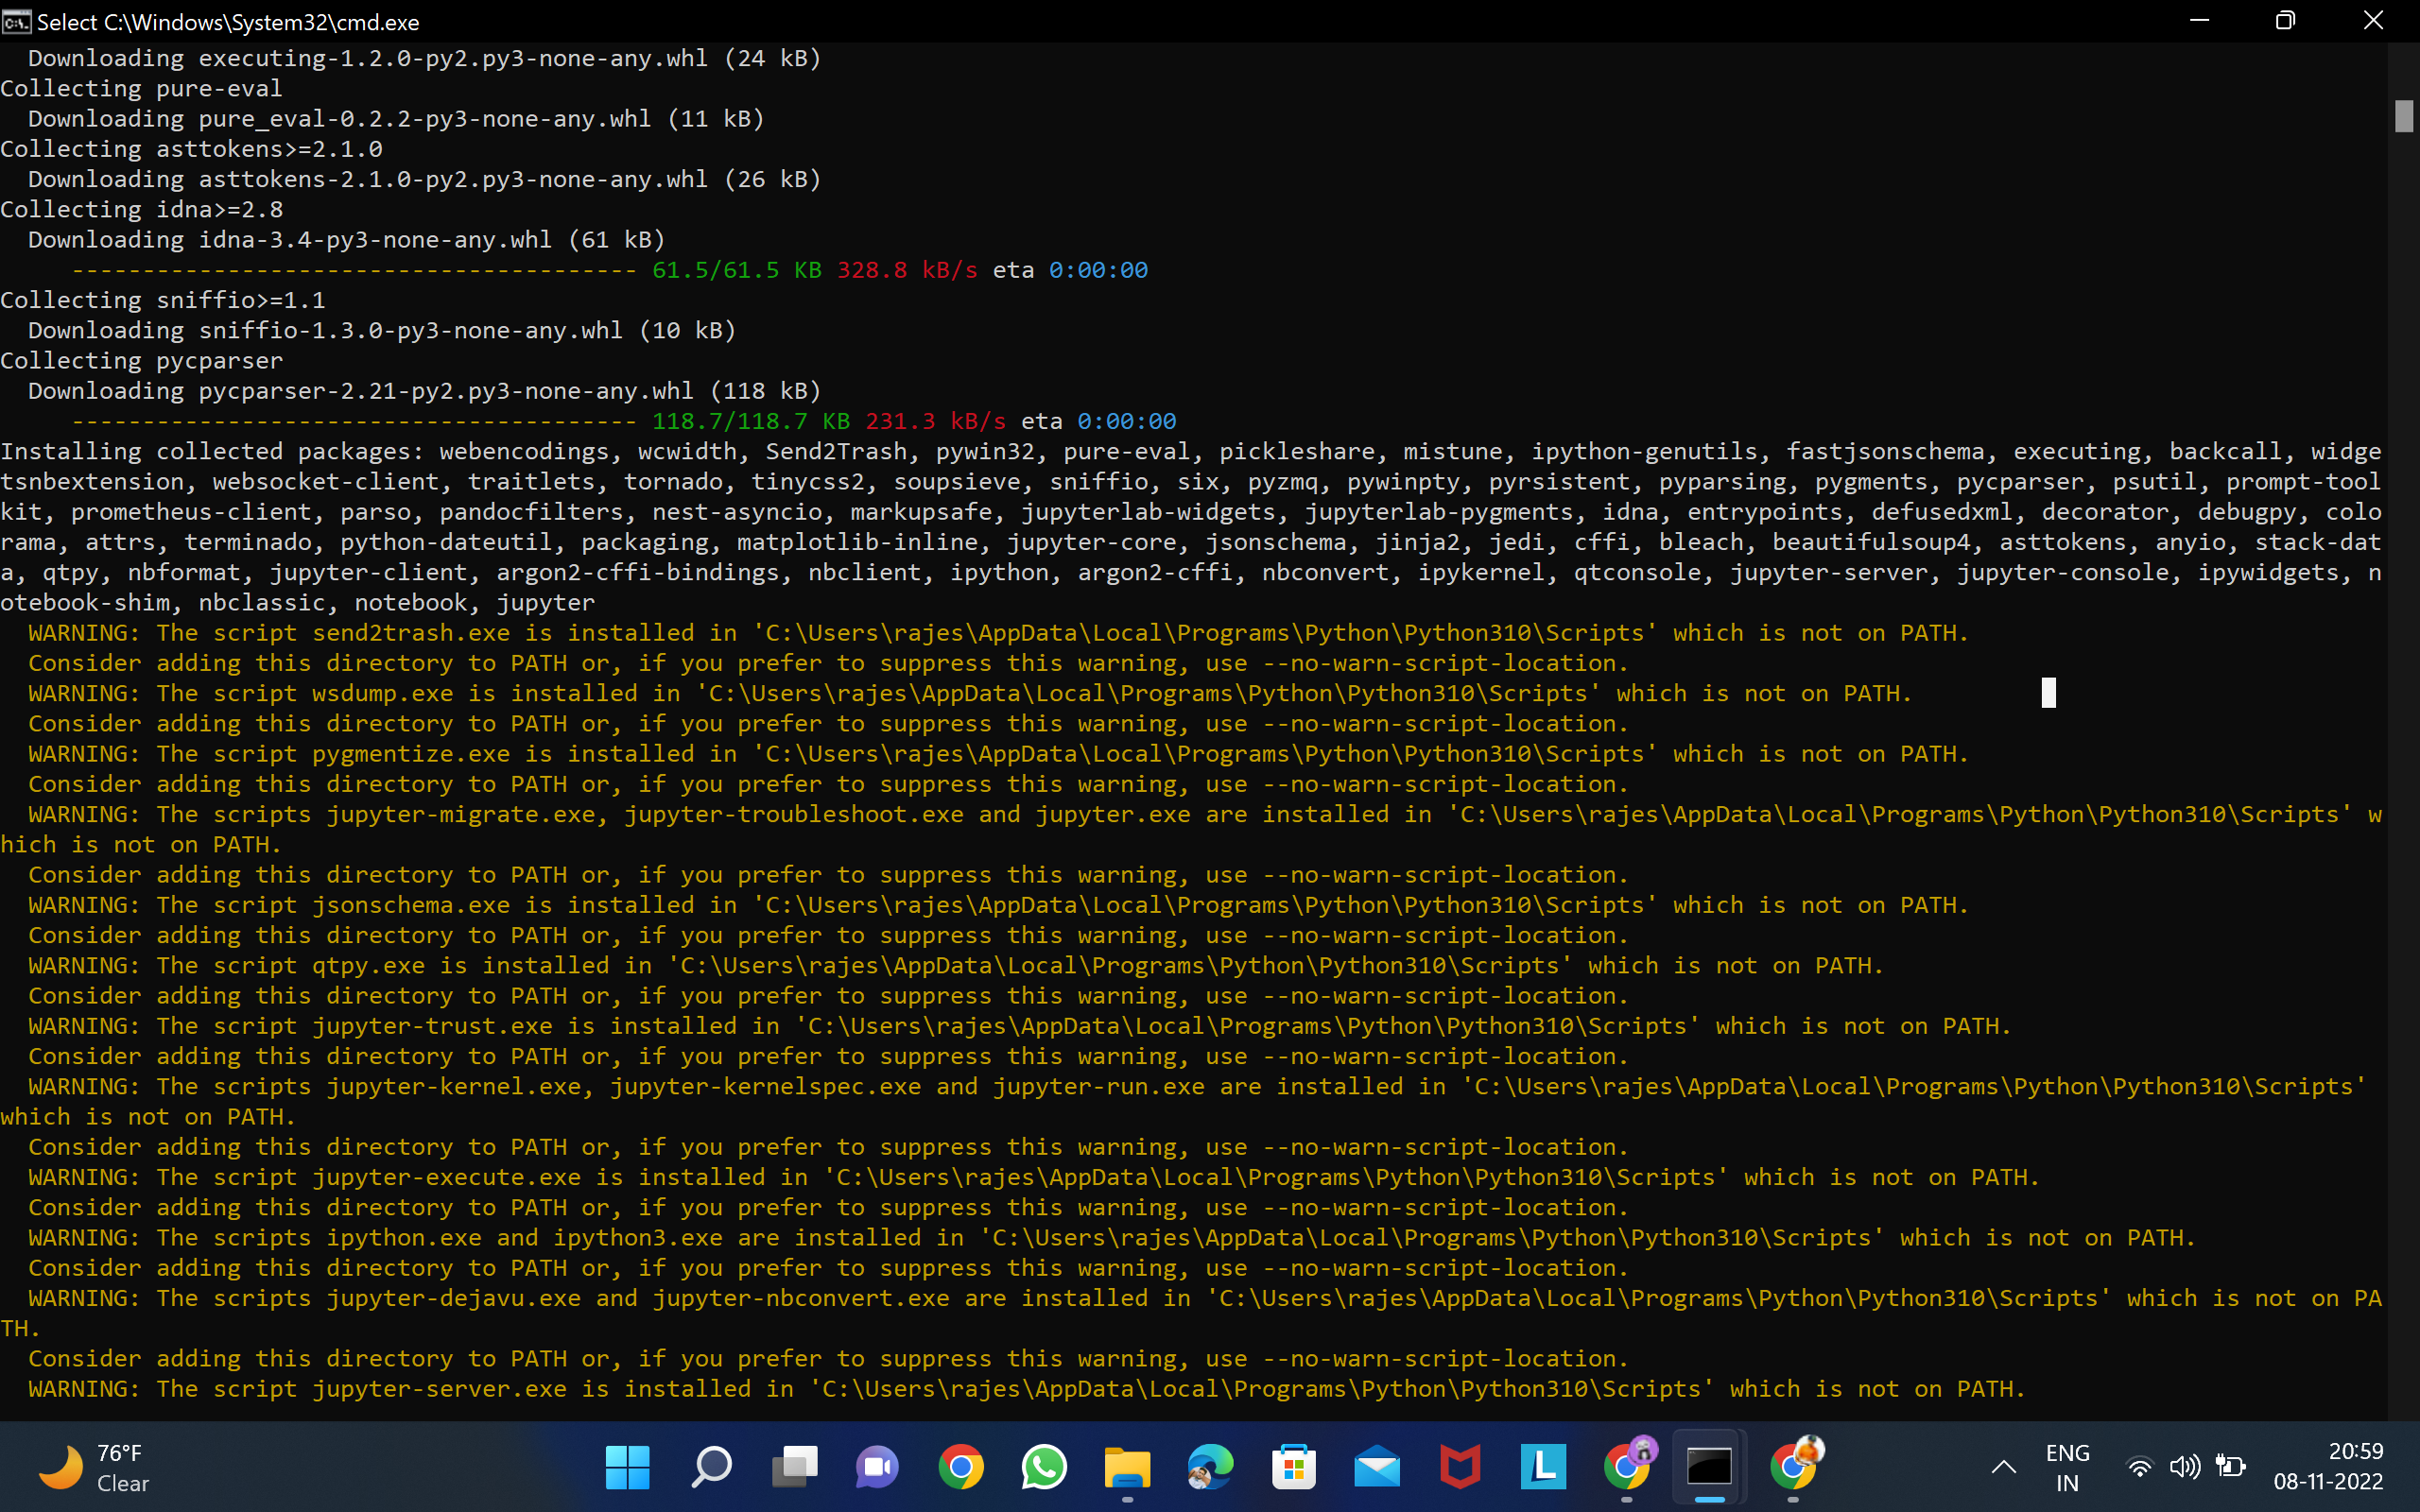 Select C:\Windows\System32\cmd.exe
  Downloading executing-1.2.0-py2.py3-none-any.whl (24 kB)
Collecting pure-eval
  Downloading pure_eval-0.2.2-py3-none-any.whl (11 kB)
Collecting asttokens>=2.1.0
  Downloading asttokens-2.1.0-py2.py3-none-any.whl (26 kB)
Collecting idna>=2.8
  Downloading idna-3.4-py3-none-any.whl (61 kB)
     ---------------------------------------- 61.5/61.5 KB 328.8 kB/s eta 0:00:00
Collecting sniffio>=1.1
  Downloading sniffio-1.3.0-py3-none-any.whl (10 kB)
Collecting pycparser
  Downloading pycparser-2.21-py2.py3-none-any.whl (118 kB)
     ---------------------------------------- 118.7/118.7 KB 231.3 kB/s eta 0:00:00
Installing collected packages: webencodings, wcwidth, Send2Trash, pywin32, pure-eval, pickleshare, mistune, ipython-genutils, fastjsonschema, executing, backcall, widge
tsnbextension, websocket-client, traitlets, tornado, tinycss2, soupsieve, sniffio, six, pyzmq, pywinpty, pyrsistent, pyparsing, pygments, pycparser, psutil, prompt-tool
kit, prometheus-client, parso, pandocfilters, nest-asyncio, markupsafe, jupyterlab-widgets, jupyterlab-pygments, idna, entrypoints, defusedxml, decorator, debugpy, colo
rama, attrs, terminado, python-dateutil, packaging, matplotlib-inline, jupyter-core, jsonschema, jinja2, jedi, cffi, bleach, beautifulsoup4, asttokens, anyio, stack-dat
a, qtpy, nbformat, jupyter-client, argon2-cffi-bindings, nbclient, ipython, argon2-cffi, nbconvert, ipykernel, qtconsole, jupyter-server, jupyter-console, ipywidgets, n
otebook-shim, nbclassic, notebook, jupyter
  WARNING: The script send2trash.exe is installed in 'C:\Users\rajes\AppData\Local\Programs\Python\Python310\Scripts' which is not on PATH.
  Consider adding this directory to PATH or, if you prefer to suppress this warning, use --no-warn-script-location.
  WARNING: The script wsdump.exe is installed in 'C:\Users\rajes\AppData\Local\Programs\Python\Python310\Scripts' which is not on PATH.
  Consider adding this directory to PATH or, if you prefer to suppress this warning, use --no-warn-script-location.
  WARNING: The script pygmentize.exe is installed in 'C:\Users\rajes\AppData\Local\Programs\Python\Python310\Scripts' which is not on PATH.
  Consider adding this directory to PATH or, if you prefer to suppress this warning, use --no-warn-script-location.
  WARNING: The scripts jupyter-migrate.exe, jupyter-troubleshoot.exe and jupyter.exe are installed in 'C:\Users\rajes\AppData\Local\Programs\Python\Python310\Scripts' w
hich is not on PATH.
  Consider adding this directory to PATH or, if you prefer to suppress this warning, use --no-warn-script-location.
  WARNING: The script jsonschema.exe is installed in 'C:\Users\rajes\AppData\Local\Programs\Python\Python310\Scripts' which is not on PATH.
  Consider adding this directory to PATH or, if you prefer to suppress this warning, use --no-warn-script-location.
  WARNING: The script qtpy.exe is installed in 'C:\Users\rajes\AppData\Local\Programs\Python\Python310\Scripts' which is not on PATH.
  Consider adding this directory to PATH or, if you prefer to suppress this warning, use --no-warn-script-location.
  WARNING: The script jupyter-trust.exe is installed in 'C:\Users\rajes\AppData\Local\Programs\Python\Python310\Scripts' which is not on PATH.
  Consider adding this directory to PATH or, if you prefer to suppress this warning, use --no-warn-script-location.
  WARNING: The scripts jupyter-kernel.exe, jupyter-kernelspec.exe and jupyter-run.exe are installed in 'C:\Users\rajes\AppData\Local\Programs\Python\Python310\Scripts'
which is not on PATH.
  Consider adding this directory to PATH or, if you prefer to suppress this warning, use --no-warn-script-location.
  WARNING: The script jupyter-execute.exe is installed in 'C:\Users\rajes\AppData\Local\Programs\Python\Python310\Scripts' which is not on PATH.
  Consider adding this directory to PATH or, if you prefer to suppress this warning, use --no-warn-script-location.
  WARNING: The scripts ipython.exe and ipython3.exe are installed in 'C:\Users\rajes\AppData\Local\Programs\Python\Python310\Scripts' which is not on PATH.
  Consider adding this directory to PATH or, if you prefer to suppress this warning, use --no-warn-script-location.
  WARNING: The scripts jupyter-dejavu.exe and jupyter-nbconvert.exe are installed in 'C:\Users\rajes\AppData\Local\Programs\Python\Python310\Scripts' which is not on PA
TH.
  Consider adding this directory to PATH or, if you prefer to suppress this warning, use --no-warn-script-location.
  WARNING: The script jupyter-server.exe is installed in 'C:\Users\rajes\AppData\Local\Programs\Python\Python310\Scripts' which is not on PATH.
76°F
Clear
L
ENG
IN
20:59
08-11-2022